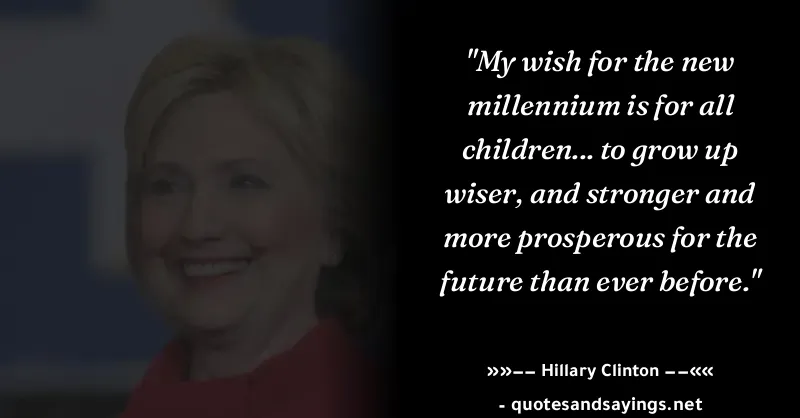 "My wish for the new
millennium is for all
children... to grow up
wiser, and stronger and
more prosperous for the
future than ever before."
»»–– Hillary Clinton ––««
- quotesandsayings.net